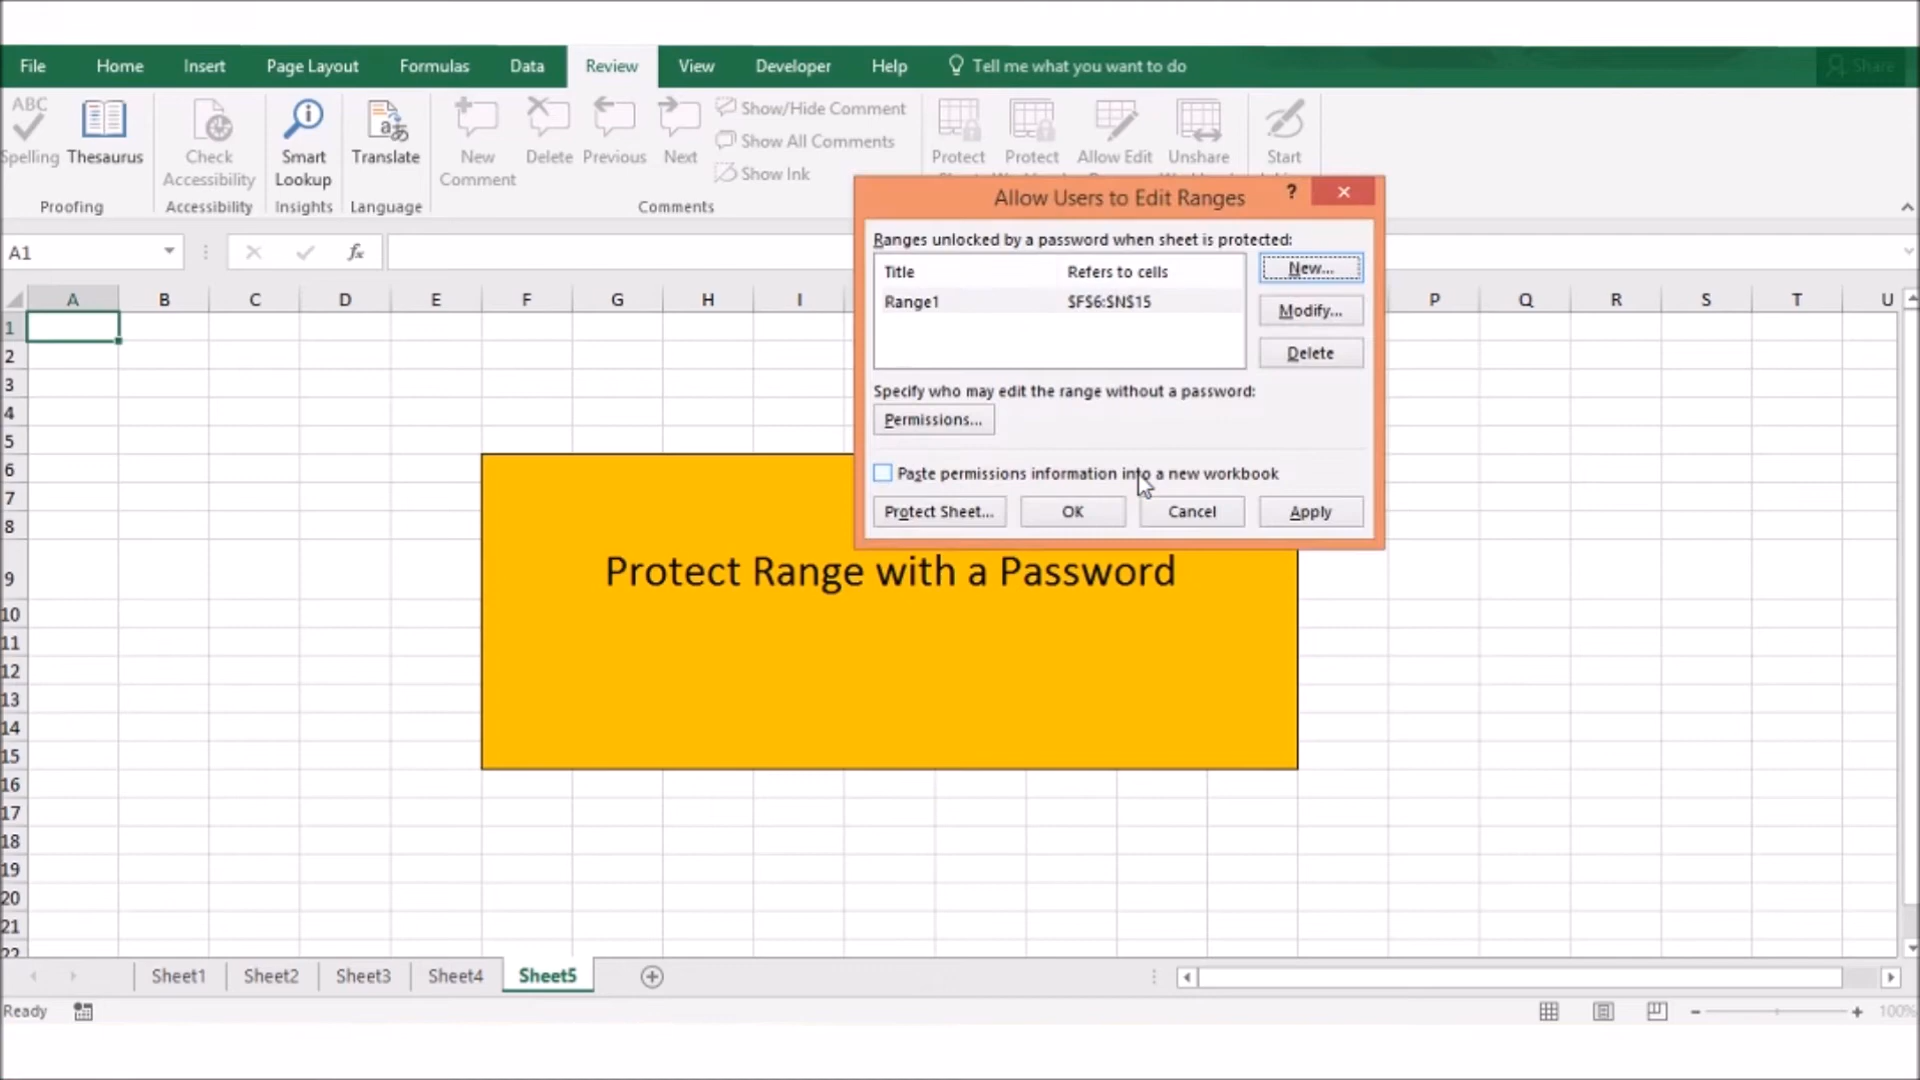 File Home Insert Page Layout Formulas Data Review View Developer Help Tell me what you want to do Share
ABC
Spelling Thesaurus Check Accessibility Smart Lookup Translate New Comment Delete Previous Next Show/Hide Comment Show All Comments Show Ink Protect Protect Allow Edit Unshare Start
Proofing Accessibility Insights Language Comments
A1 fx
Allow Users to Edit Ranges ? ×
Ranges unlocked by a password when sheet is protected:
Title Refers to cells New...
Range1 $F$6:$N$15 Modify...
Delete
Specify who may edit the range without a password:
Permissions...
Paste permissions information into a new workbook
Protect Sheet... OK Cancel Apply
A B C D E F G H I P Q R S T U
1
2
3
4
5
6
7
8
9
10
11
12
13
14
15
16
17
18
19
20
21
22
Protect Range with a Password
Sheet1 Sheet2 Sheet3 Sheet4 Sheet5
Ready 100%